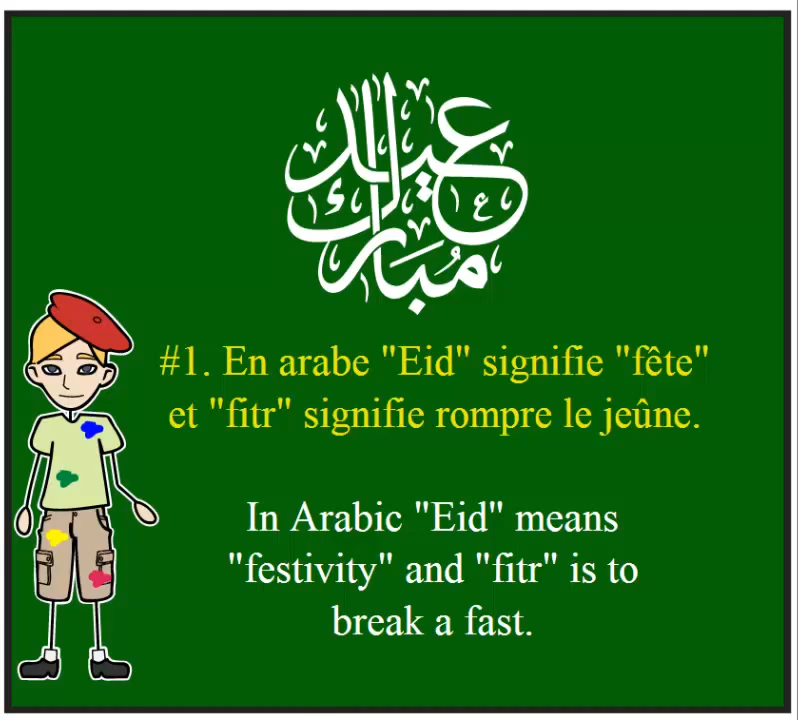 عيد
مُبَارَك
#1. En arabe "Eid" signifie "fête"
et "fitr" signifie rompre le jeûne.
In Arabic "Eid" means
"festivity" and "fitr" is to
break a fast.